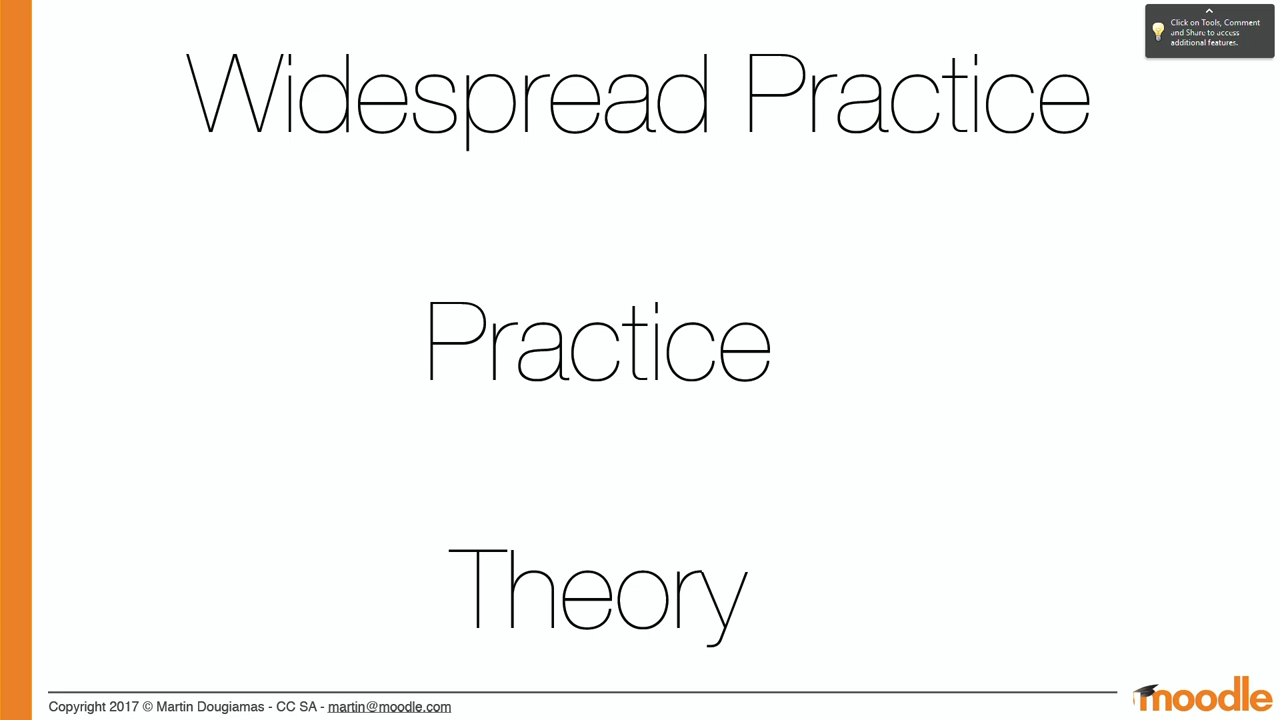 Widespread Practice
Click on Tools, Comment
and Share to access
additional features.
Practice
Theory
Copyright 2017 © Martin Dougiamas - CC SA - martin@moodle.com
moodle